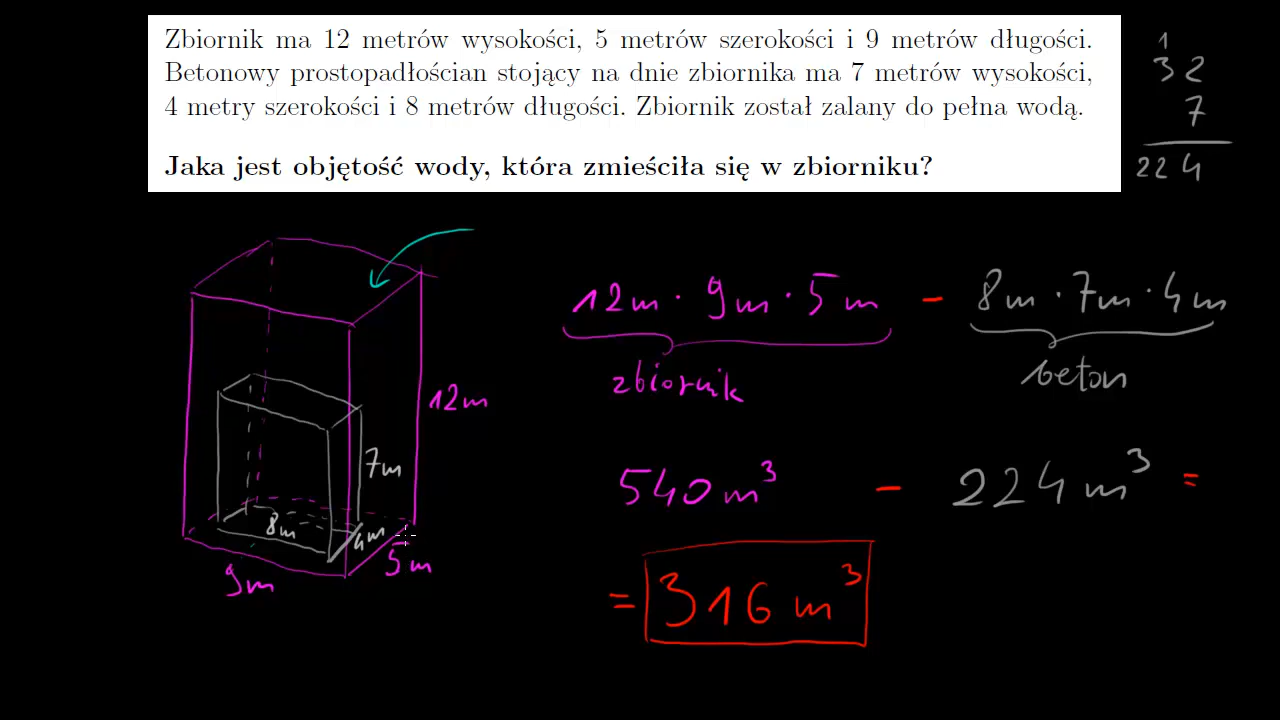 Zbiornik ma 12 metrów wysokości, 5 metrów szerokości i 9 metrów długości.
Betonowy prostopadłościan stojący na dnie zbiornika ma 7 metrów wysokości,
4 metry szerokości i 8 metrów długości. Zbiornik został zalany do pełna wodą.
Jaka jest objętość wody, która zmieściła się w zbiorniku?
1
32
7
224
12m · 9m · 5m - 8m · 7m · 4m
zbiornik
beton
12m
7m
8m
4m
5m
9m
540m³ - 224m³ =
= 316 m³